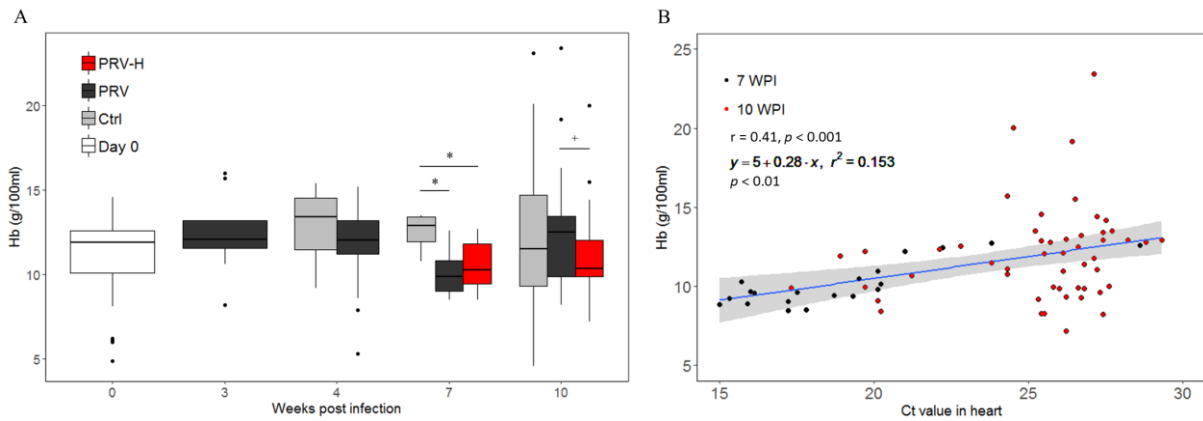 A
Hb (g/100ml)
20
15
10
5
PRV-H
PRV
Ctrl
Day 0
*
*
+
0 3 4 7 10
Weeks post infection
B
Hb (g/100ml)
25
20
15
10
5
7 WPI
10 WPI
r = 0.41, p < 0.001
y = 5+0.28 · x, r² = 0.153
p < 0.01
15 20 25 30
Ct value in heart